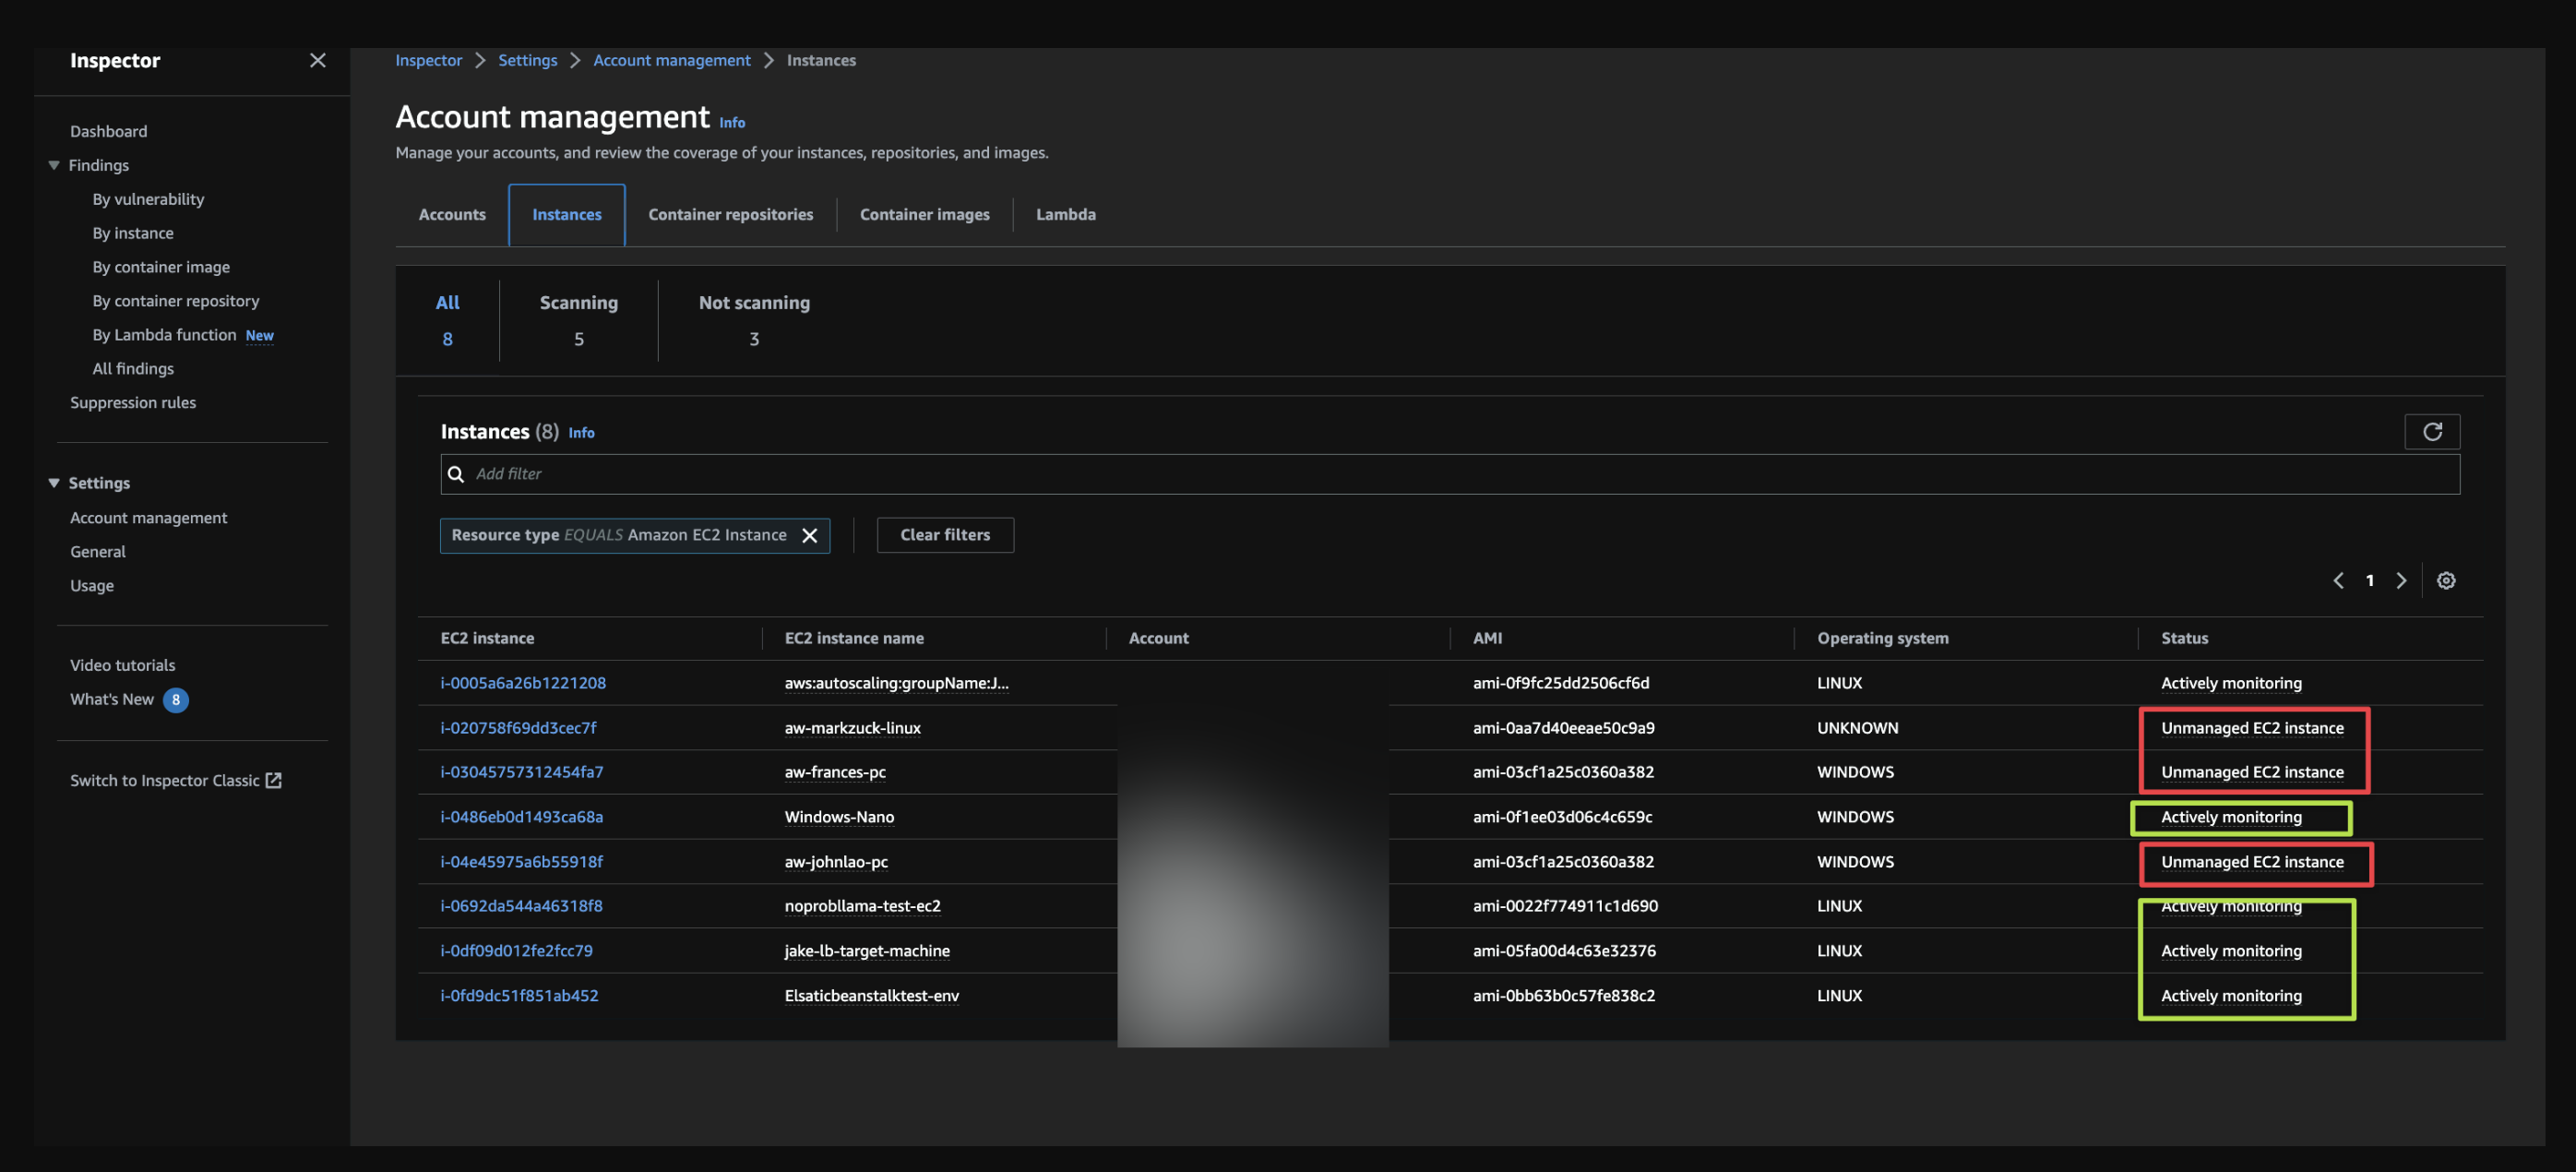 Inspector
Dashboard
Findings
By vulnerability
By instance
By container image
By container repository
By Lambda function New
All findings
Suppression rules
Settings
Account management
General
Usage
Video tutorials
What's New 8
Switch to Inspector Classic
Inspector Settings Account management Instances
Account management Info
Manage your accounts, and review the coverage of your instances, repositories, and images.
Accounts Instances Container repositories Container images Lambda
All Scanning Not scanning
8 5 3
Instances (8) Info
Add filter
Resource type EQUALS Amazon EC2 Instance Clear filters
1
EC2 instance EC2 instance name Account AMI Operating system Status
i-0005a6a26b1221208 aws:autoscaling:groupName:J... ami-0f9fc25dd2506cf6d LINUX Actively monitoring
i-020758f69dd3cec7f aw-markzuck-linux ami-0aa7d40eeae50c9a9 UNKNOWN Unmanaged EC2 instance
i-03045757312454fa7 aw-frances-pc ami-03cf1a25c0360a382 WINDOWS Unmanaged EC2 instance
i-0486eb0d1493ca68a Windows-Nano ami-0f1ee03d06c4c659c WINDOWS Actively monitoring
i-04e45975a6b55918f aw-johnlao-pc ami-03cf1a25c0360a382 WINDOWS Unmanaged EC2 instance
i-0692da544a46318f8 noprobllama-test-ec2 ami-0022f774911c1d690 LINUX Actively monitoring
i-0df09d012fe2fcc79 jake-lb-target-machine ami-05fa00d4c63e32376 LINUX Actively monitoring
i-0fd9dc51f851ab452 Elsaticbeanstalktest-env ami-0bb63b0c57fe838c2 LINUX Actively monitoring